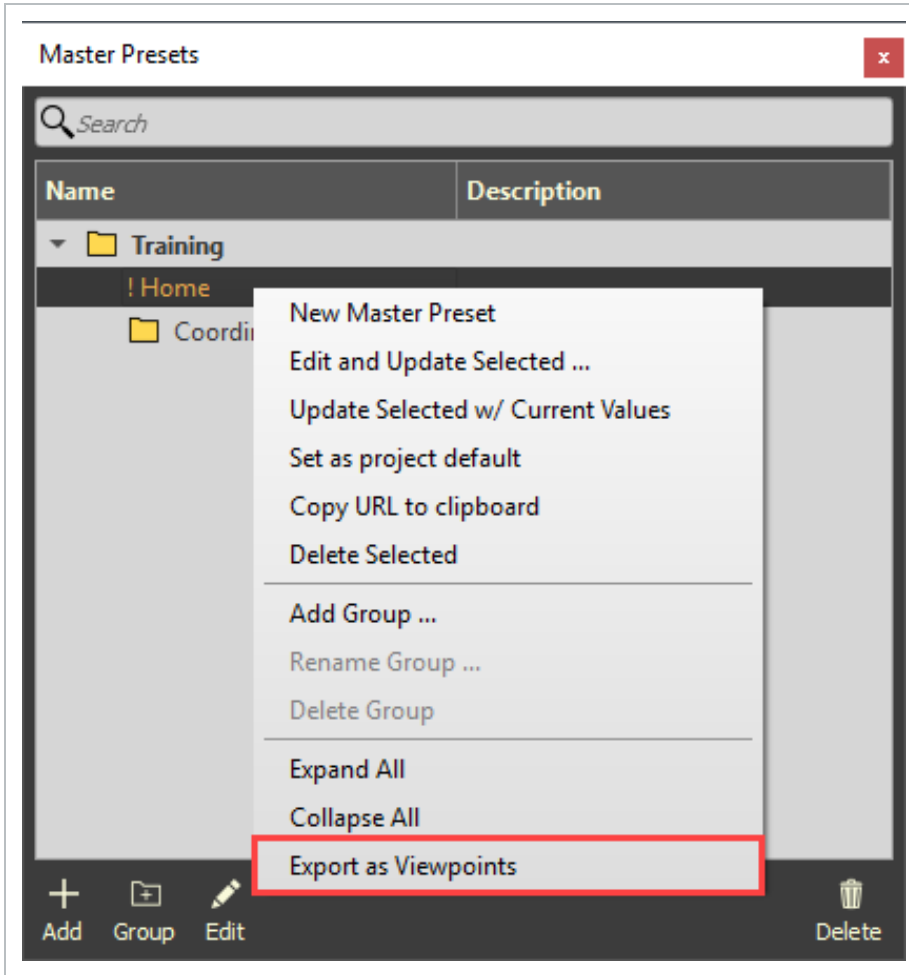 Master Presets
x
Search
Name Description
Training
! Home
New Master Preset
Edit and Update Selected ...
Update Selected w/ Current Values
Set as project default
Copy URL to clipboard
Delete Selected
Add Group ...
Rename Group ...
Delete Group
Expand All
Collapse All
Export as Viewpoints
Add Group Edit Delete